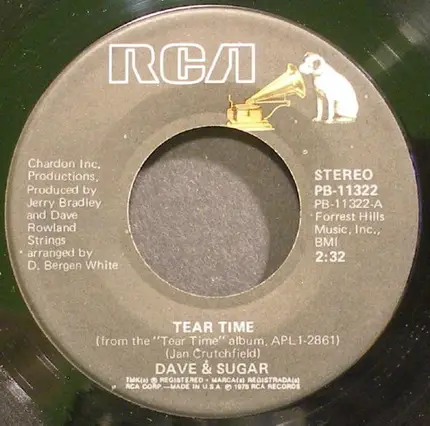 RCA
Chardon Inc.
Productions,
Produced by
Jerry Bradley
and Dave
Rowland
Strings
arranged by
D. Bergen White
STEREO
PB-11322
PB-11322-A
Forrest Hills
Music, Inc.,
BMI
2:32
TEAR TIME
(from the "Tear Time" album, APL1-2861)
(Jan Crutchfield)
DAVE & SUGAR
TMK(s) ® REGISTERED • MARCA(s) REGISTRADA(s)
RCA CORP.—MADE IN U.S.A. ℗ 1978 RCA RECORDS